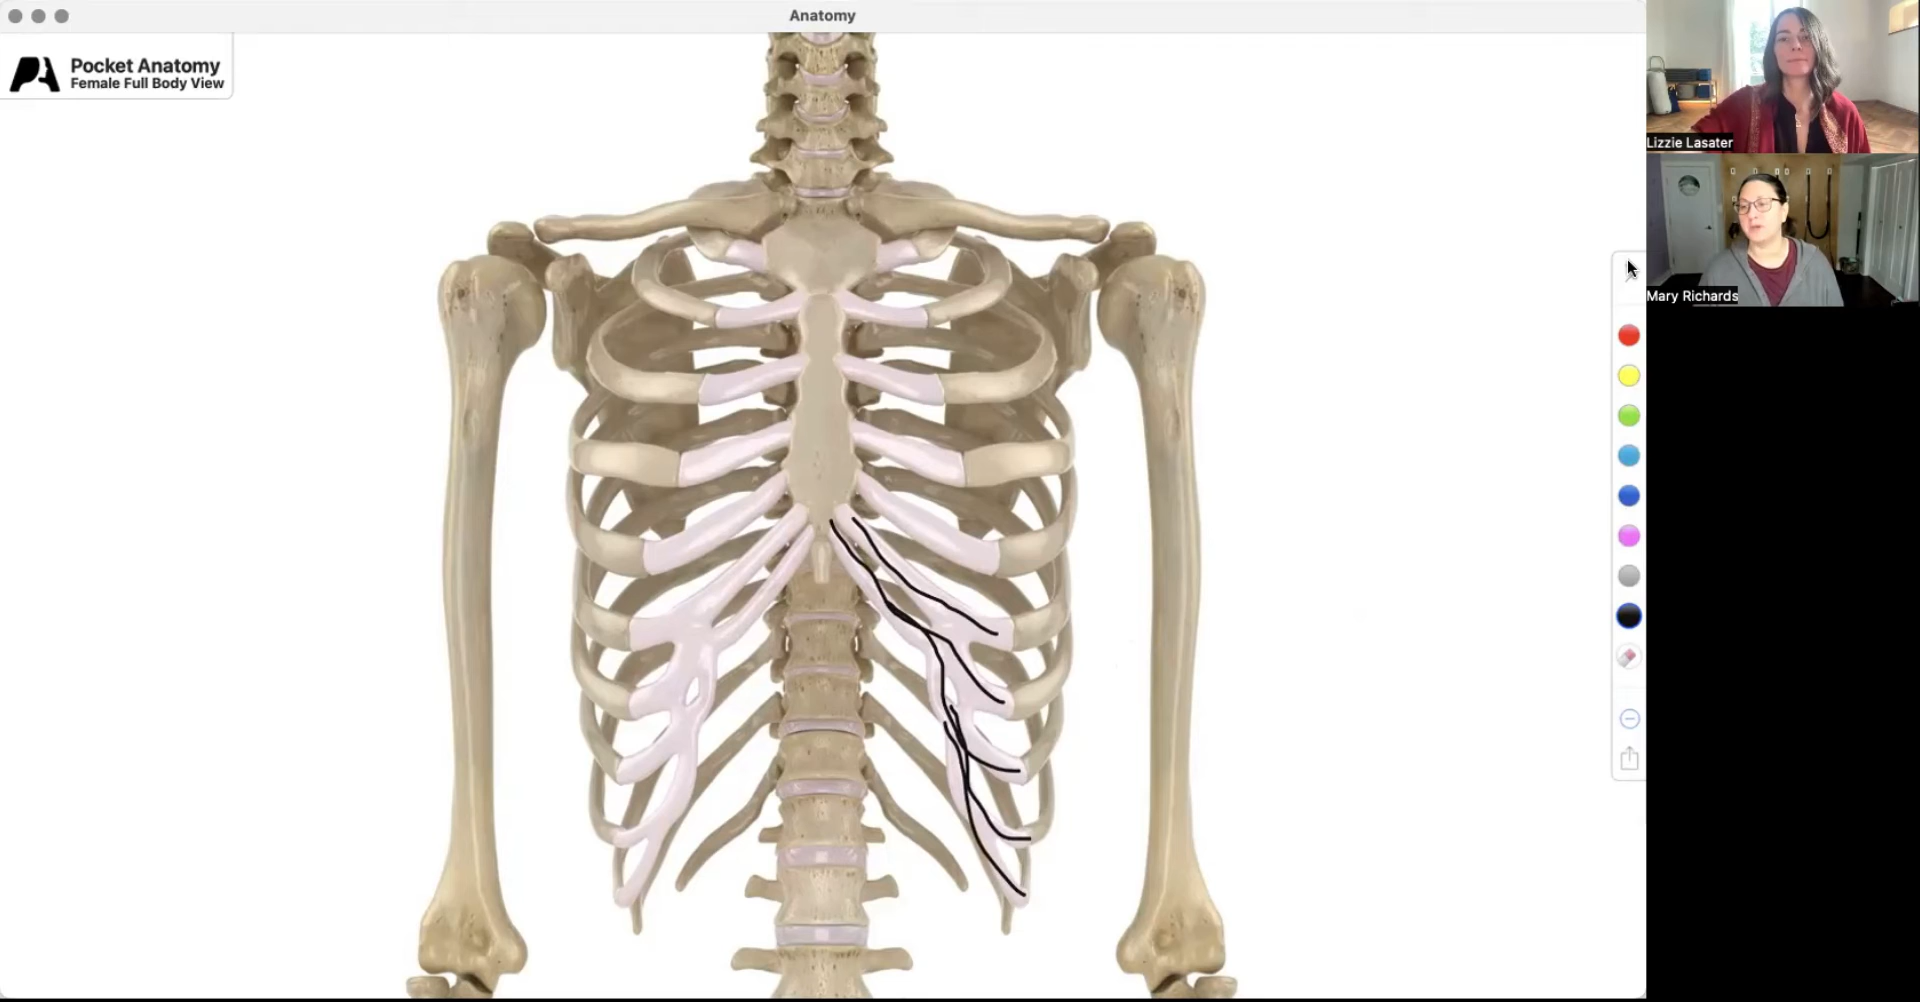 Anatomy
Pocket Anatomy
Female Full Body View
Lizzie Lasater
Mary Richards